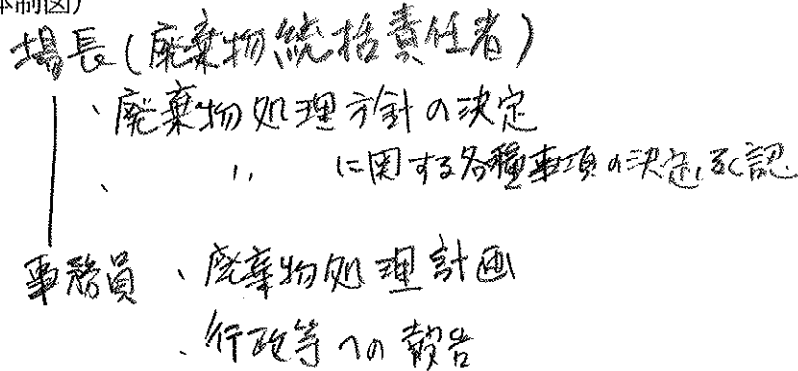 体制図)
場長(廃棄物統括責任者)
、廃棄物処理方針の決定
、 〃 に関する各種事項の決定、承認
事務員 、廃棄物処理計画
、行政等への報告